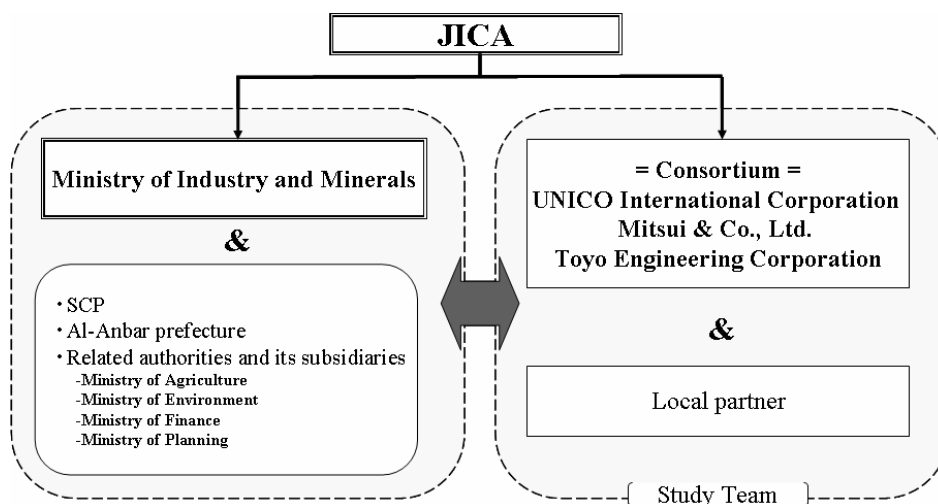 JICA
Ministry of Industry and Minerals
&
・SCP
・Al-Anbar prefecture
・Related authorities and its subsidiaries
-Ministry of Agriculture
-Ministry of Environment
-Ministry of Finance
-Ministry of Planning
= Consortium =
UNICO International Corporation
Mitsui & Co., Ltd.
Toyo Engineering Corporation
&
Local partner
Study Team